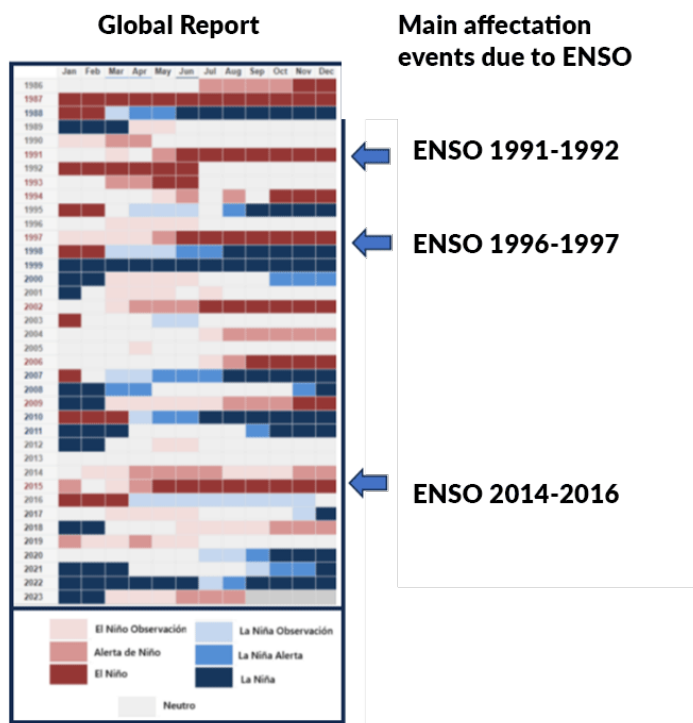 Global Report
Main affectation
events due to ENSO
Jan Feb Mar Apr May Jun Jul Aug Sep Oct Nov Dec
1986
1987
1988
1989
1990
1991
1992
1993
1994
1995
1996
1997
1998
1999
2000
2001
2002
2003
2004
2005
2006
2007
2008
2009
2010
2011
2012
2013
2014
2015
2016
2017
2018
2019
2020
2021
2022
2023
ENSO 1991-1992
ENSO 1996-1997
ENSO 2014-2016
El Niño Observación
La Niña Observación
Alerta de Niño
La Niña Alerta
El Niño
La Niña
Neutro